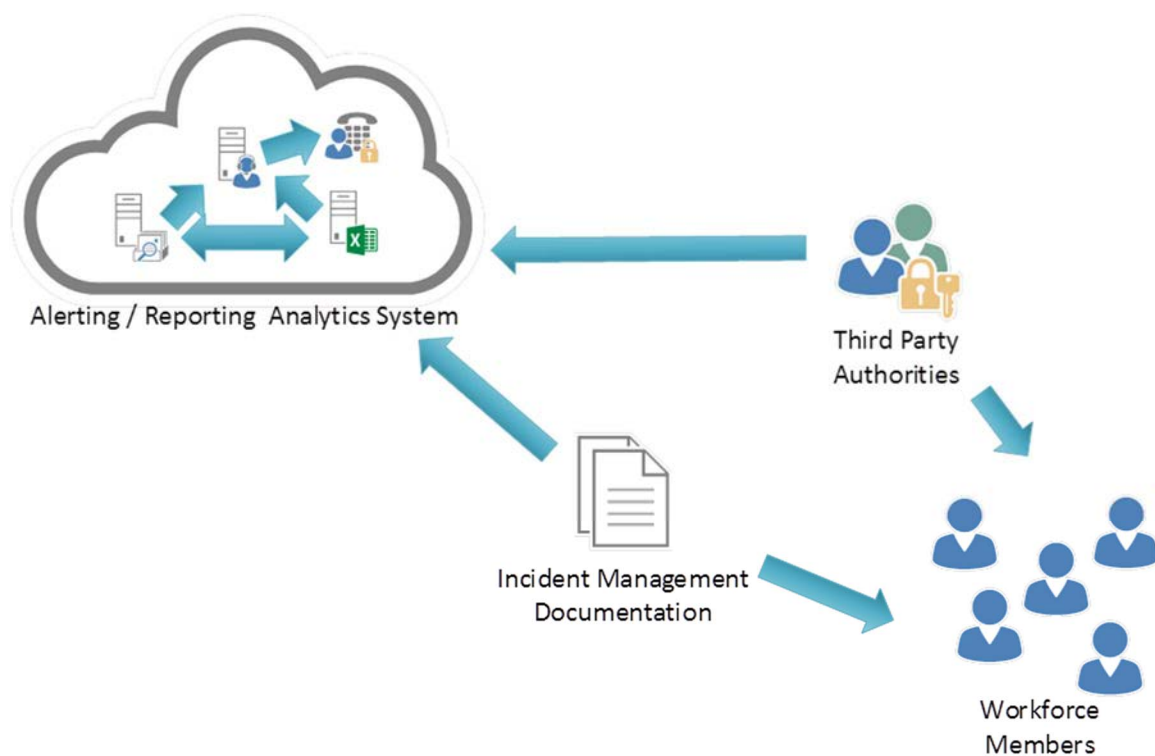 X
Alerting / Reporting Analytics System
Third Party
Authorities
Incident Management
Documentation
Workforce
Members